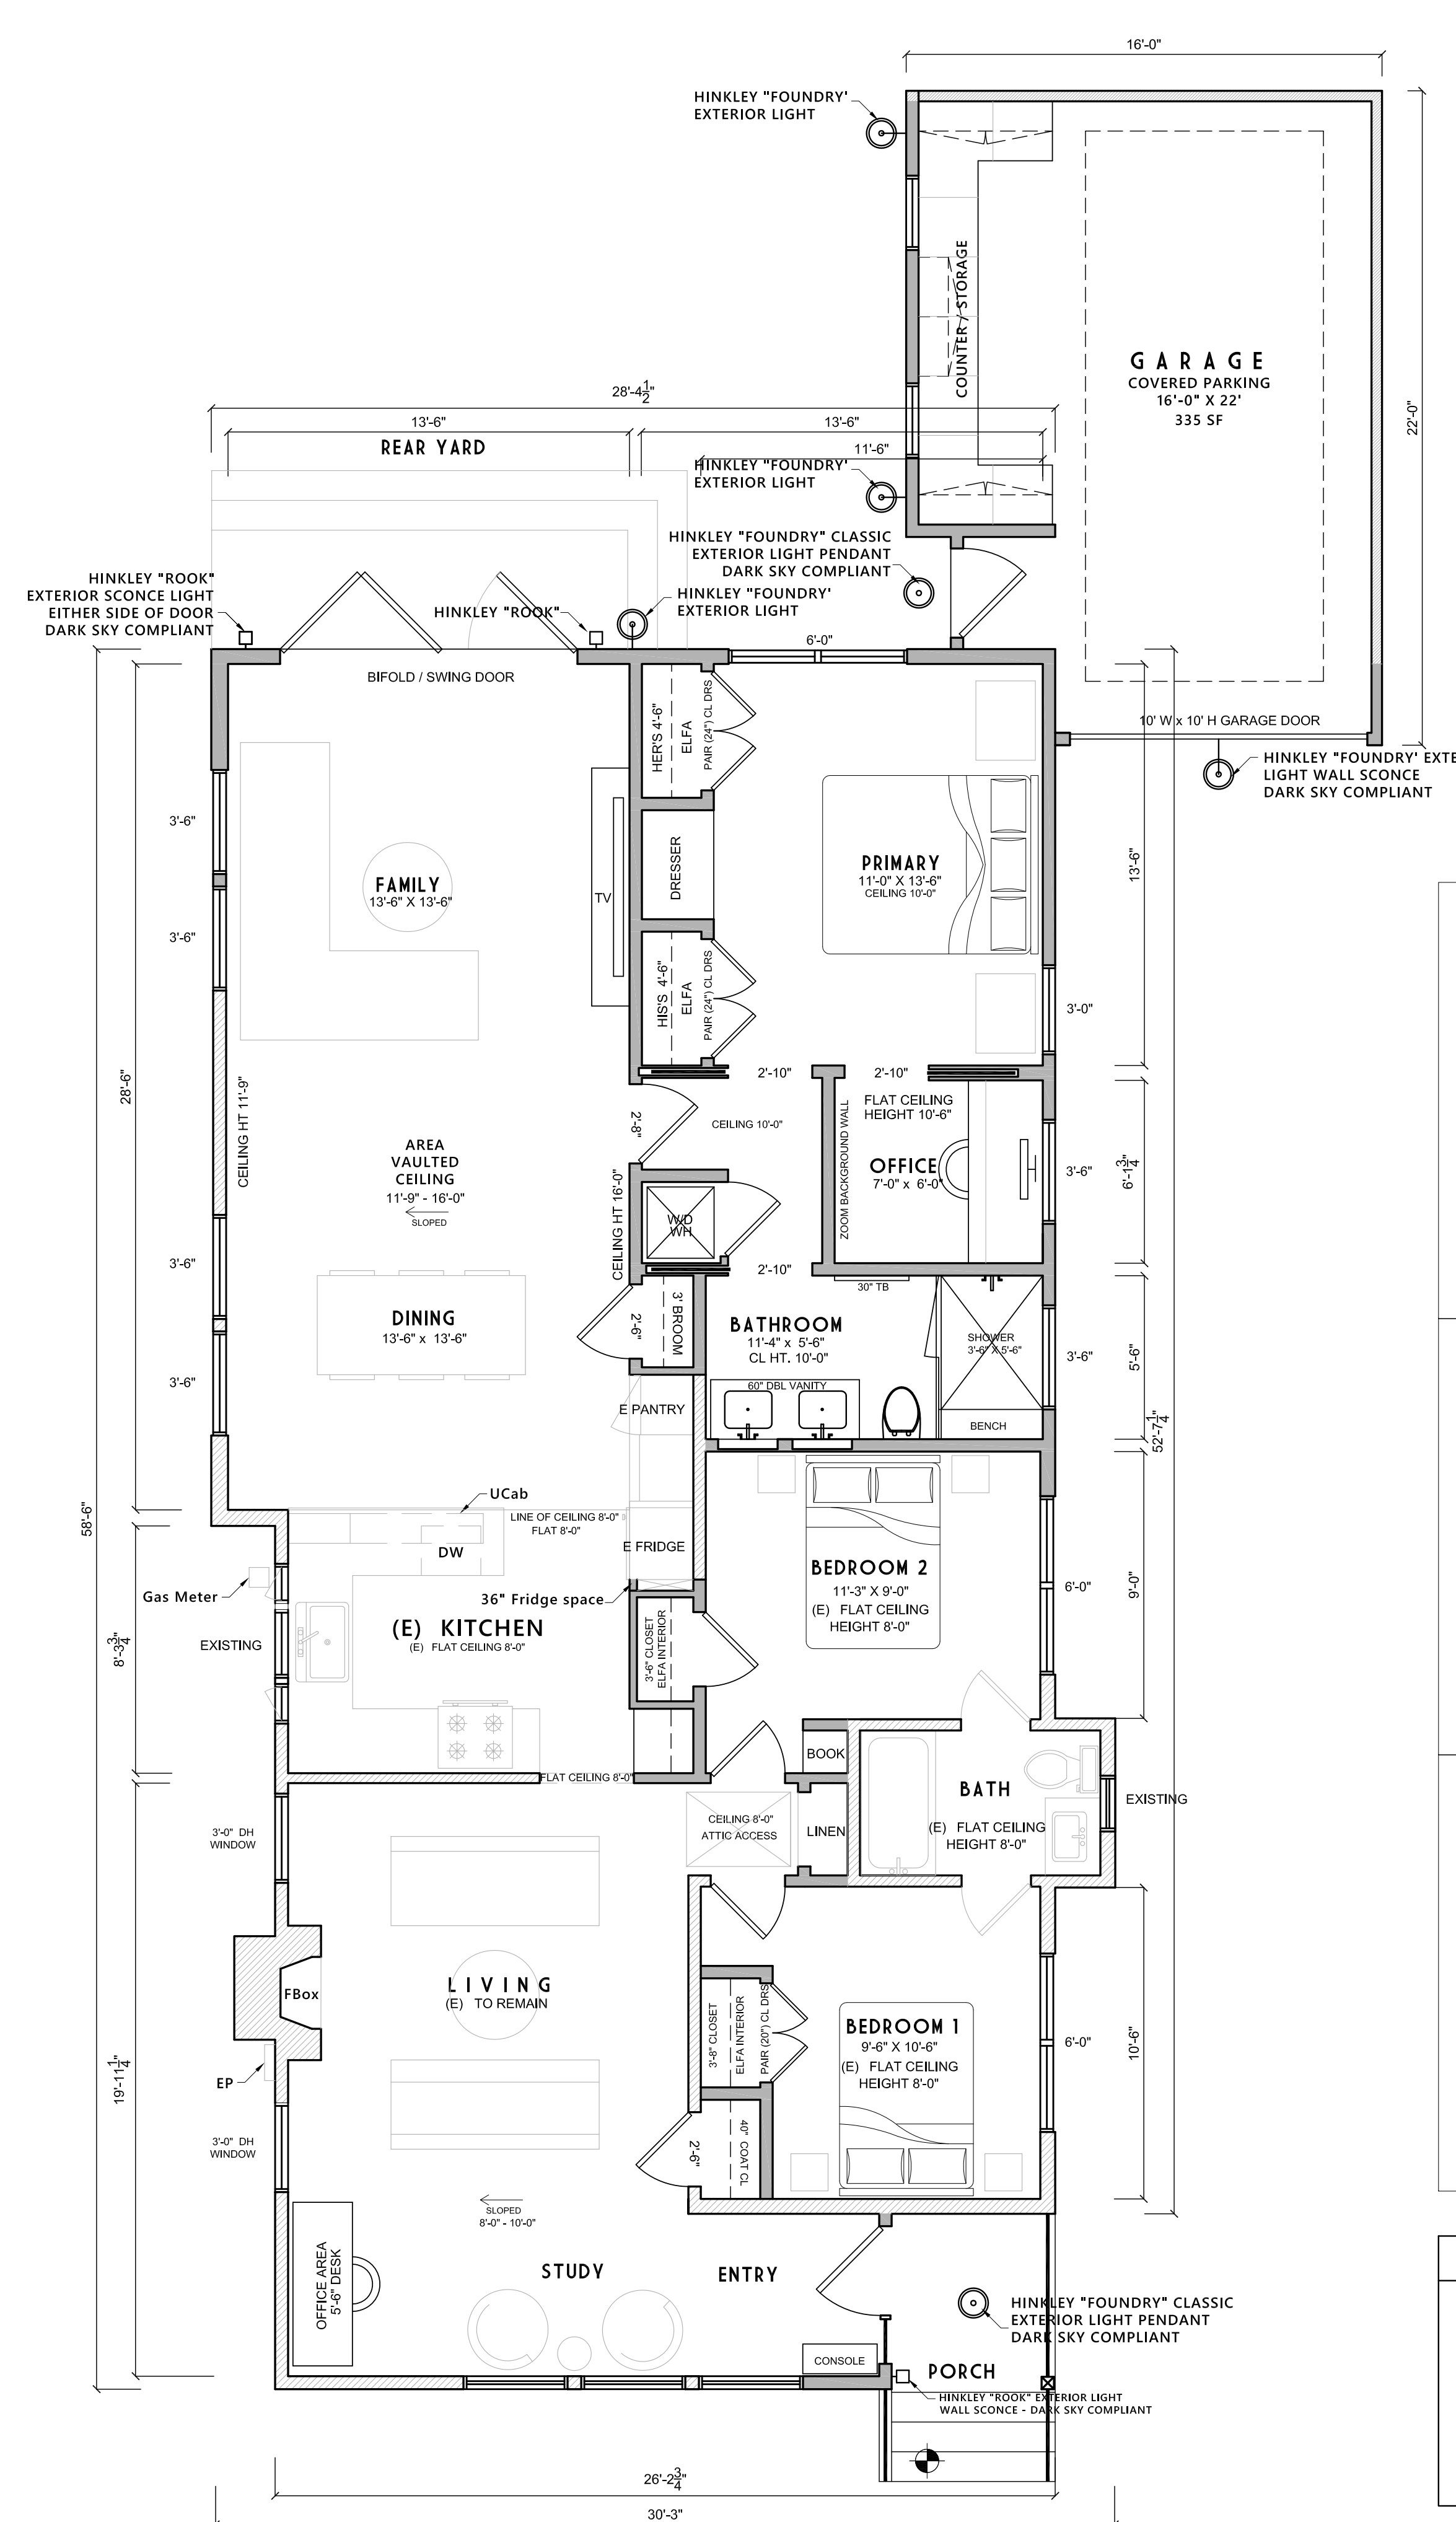 16'-0"
HINKLEY "FOUNDRY'
EXTERIOR LIGHT
COUNTER / STORAGE
GARAGE
COVERED PARKING
16'-0" X 22'
335 SF
22'-0"
28'-4 1/2"
13'-6"
13'-6"
REAR YARD
11'-6"
HINKLEY "FOUNDRY'
EXTERIOR LIGHT
HINKLEY "FOUNDRY" CLASSIC
EXTERIOR LIGHT PENDANT
DARK SKY COMPLIANT
HINKLEY "ROOK"
EXTERIOR SCONCE LIGHT
EITHER SIDE OF DOOR
DARK SKY COMPLIANT
HINKLEY "ROOK"
HINKLEY "FOUNDRY'
EXTERIOR LIGHT
6'-0"
BIFOLD / SWING DOOR
10' W x 10' H GARAGE DOOR
HINKLEY "FOUNDRY' EXTE
LIGHT WALL SCONCE
DARK SKY COMPLIANT
HER'S 4'-6"
ELFA
PAIR (24") CL DRS
3'-6"
DRESSER
TV
FAMILY
13'-6" X 13'-6"
PRIMARY
11'-0" X 13'-6"
CEILING 10'-0"
13'-6"
3'-6"
HIS'S 4'-6"
ELFA
PAIR (24") CL DRS
3'-0"
28'-6"
CEILING HT 11'-9"
2'-10"
2'-10"
2'-8"
CEILING 10'-0"
ZOOM BACKGROUND WALL
FLAT CEILING
HEIGHT 10'-6"
AREA
VAULTED
CEILING
11'-9" - 16'-0"
SLOPED
CEILING HT 16'-0"
OFFICE
7'-0" x 6'-0"
3'-6"
6'-1 3/4"
W/D
WH
3'-6"
2'-10"
30" TB
2'-6"
3' BROOM
DINING
13'-6" x 13'-6"
BATHROOM
11'-4" x 5'-6"
CL HT. 10'-0"
SHOWER
3'-6" X 5'-6"
3'-6"
5'-6"
3'-6"
60" DBL VANITY
BENCH
E PANTRY
52'-7 1/4"
58'-6"
UCab
LINE OF CEILING 8'-0"
FLAT 8'-0"
DW
E FRIDGE
Gas Meter
36" Fridge space
BEDROOM 2
11'-3" X 9'-0"
(E) FLAT CEILING
HEIGHT 8'-0"
6'-0"
9'-0"
8'-3 3/4"
EXISTING
(E) KITCHEN
(E) FLAT CEILING 8'-0"
3'-6" CLOSET
ELFA INTERIOR
BOOK
FLAT CEILING 8'-0"
BATH
(E) FLAT CEILING
HEIGHT 8'-0"
EXISTING
3'-0" DH
WINDOW
CEILING 8'-0"
ATTIC ACCESS
LINEN
LIVING
(E) TO REMAIN
FBox
EP
19'-11 1/4"
3'-8" CLOSET
ELFA INTERIOR
PAIR (20") CL DRS
BEDROOM 1
9'-6" X 10'-6"
(E) FLAT CEILING
HEIGHT 8'-0"
6'-0"
10'-6"
3'-0" DH
WINDOW
2'-6"
40" COAT CL
SLOPED
8'-0" - 10'-0"
OFFICE AREA
5'-6" DESK
STUDY
ENTRY
HINKLEY "FOUNDRY" CLASSIC
EXTERIOR LIGHT PENDANT
DARK SKY COMPLIANT
CONSOLE
PORCH
HINKLEY "ROOK" EXTERIOR LIGHT
WALL SCONCE - DARK SKY COMPLIANT
26'-2 3/4"
30'-3"